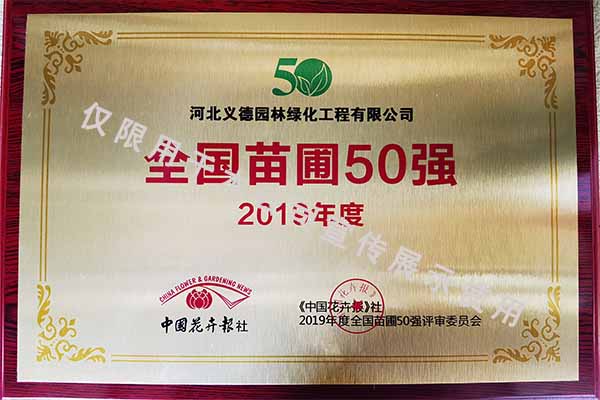 50
河北义德园林绿化工程有限公司
全国苗圃50强
2019年度
CHINA FLOWER & GARDENING NEWS
中国花卉报社
《中国花卉报》社
2019年度全国苗圃50强评审委员会
花卉报
仅限用于 宣传展示使用